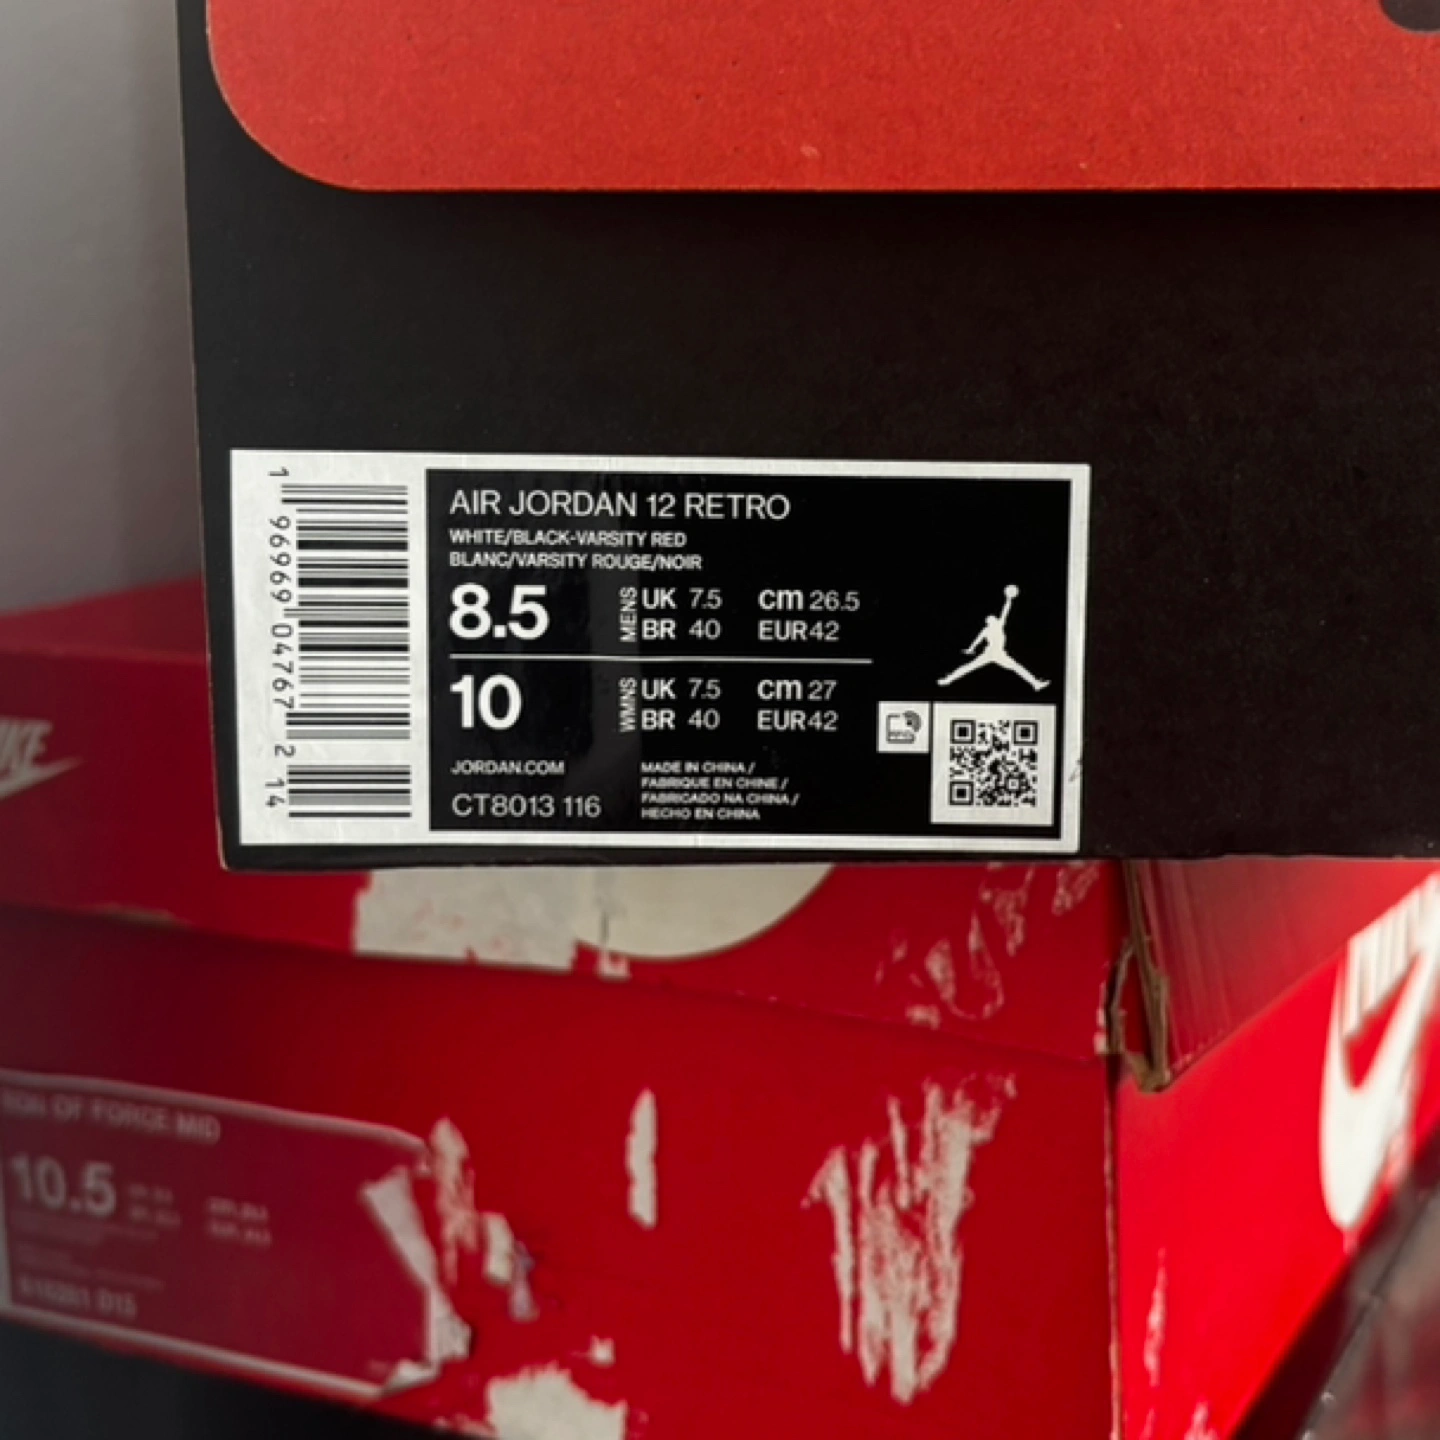 AIR JORDAN 12 RETRO
WHITE/BLACK-VARSITY RED
BLANC/VARSITY ROUGE/NOIR
8.5 MENS UK 7.5 cm 26.5
BR 40 EUR 42
10 WMNS UK 7.5 cm 27
BR 40 EUR 42
JORDAN.COM
CT8013 116
MADE IN CHINA /
FABRIQUE EN CHINE /
FABRICADO NA CHINA /
HECHO EN CHINA
1 96969 04767 2 14
OF FORCE MID
10.5